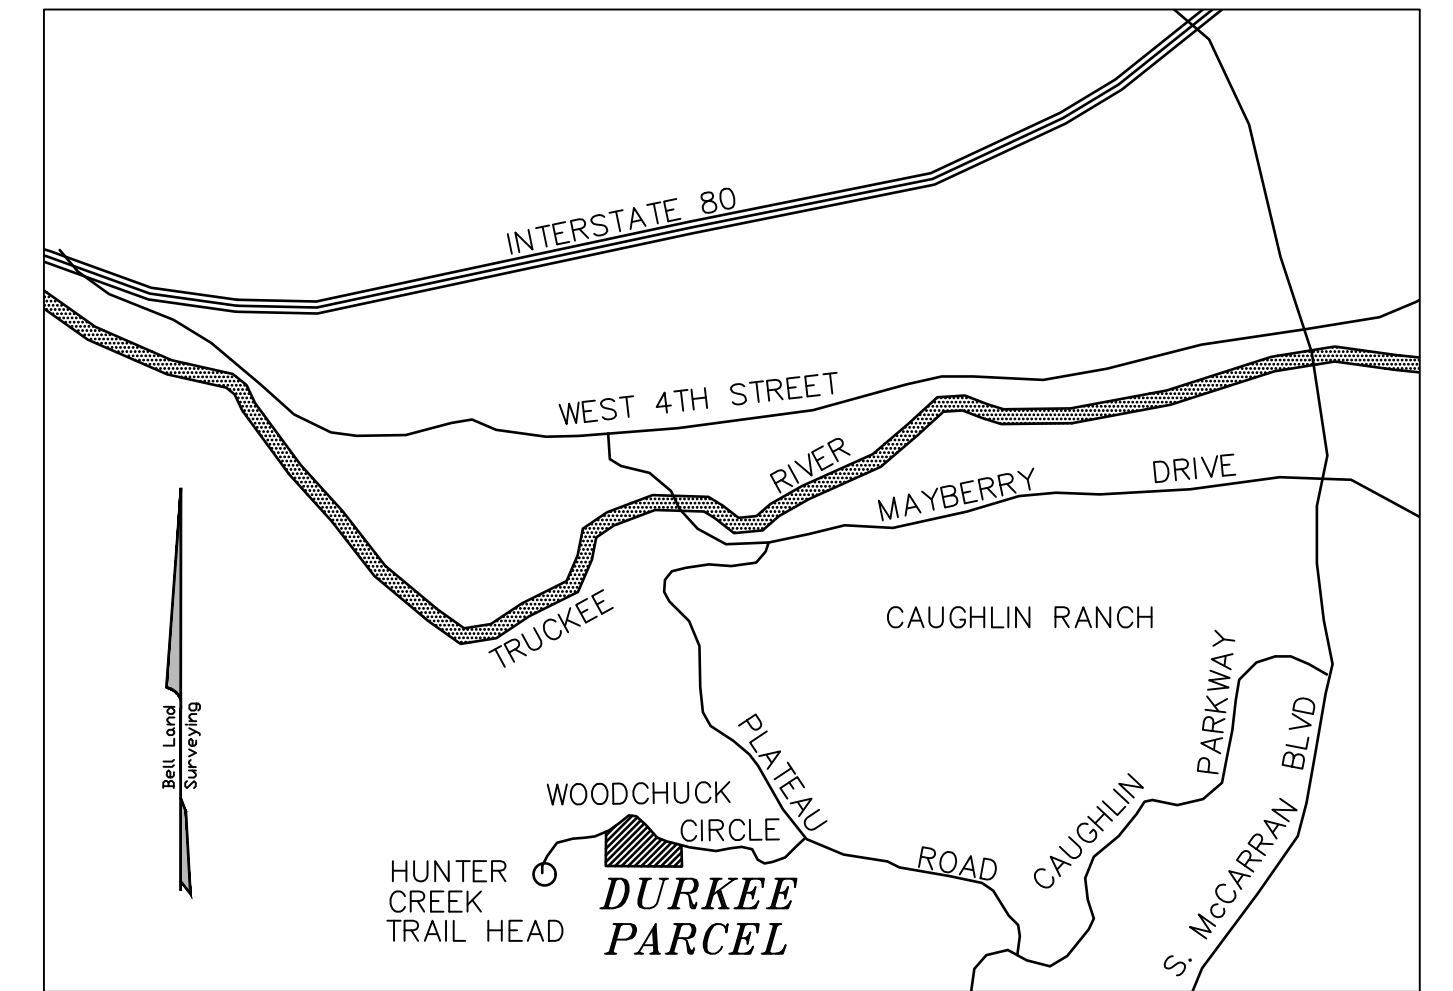 INTERSTATE 80
WEST 4TH STREET
RIVER
MAYBERRY DRIVE
TRUCKEE
CAUGHLIN RANCH
PARKWAY
Bell Land
Surveying
BLVD
PLATEAU
WOODCHUCK
CIRCLE
CAUGHLIN
ROAD
S. McCARRAN
HUNTER
CREEK
TRAIL HEAD
DURKEE
PARCEL